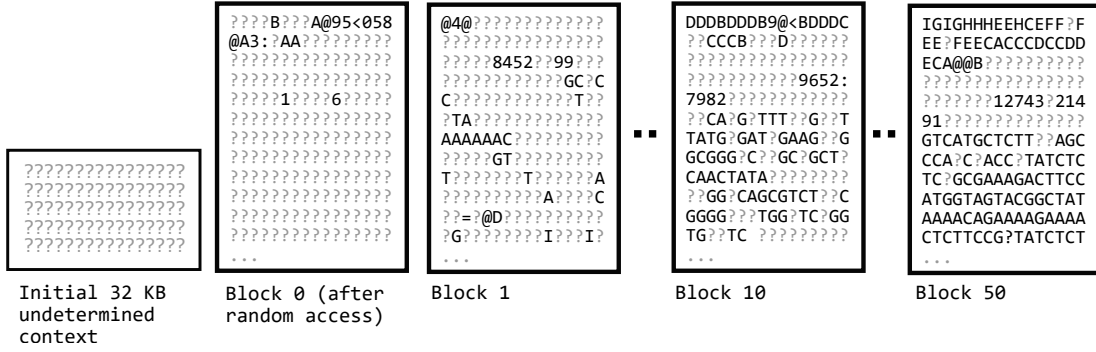 ????????????????
????????????????
????????????????
????????????????
????????????????
Initial 32 KB
undetermined
context
????B???A@95<058
@A3:?AA?????????
????????????????
????????????????
?????1????6?????
????????????????
????????????????
????????????????
????????????????
????????????????
????????????????
????????????????
...
Block 0 (after
random access)
@4@?????????????
????????????????
?????8452??99???
????????????GC?C
C????????????T??
?TA?????????????
AAAAAAC?????????
?????GT?????????
T???????T??????A
??????????A????C
??=?@D??????????
?G????????I???I?
...
Block 1
..
DDDBDDDB9@<BDDDC
??CCCB???D??????
????????????????
???????????9652:
7982????????????
??CA?G?TTT??G??T
TATG?GAT?GAAG??G
GCGGG?C??GC?GCT?
CAACTATA????????
??GG?CAGCGTCT??C
GGGG???TGG?TC?GG
TG??TC ?????????
...
Block 10
..
IGIGHHHEEHCEFF?F
EE?FEECACCCDCCDD
ECA@@B??????????
????????????????
???????12743?214
91??????????????
GTCATGCTCTT??AGC
CCA?C?ACC?TATCTC
TC?GCGAAAGACTTCC
ATGGTAGTACGGCTAT
AAAACAGAAAAGAAAA
CTCTTCCG?TATCTCT
...
Block 50